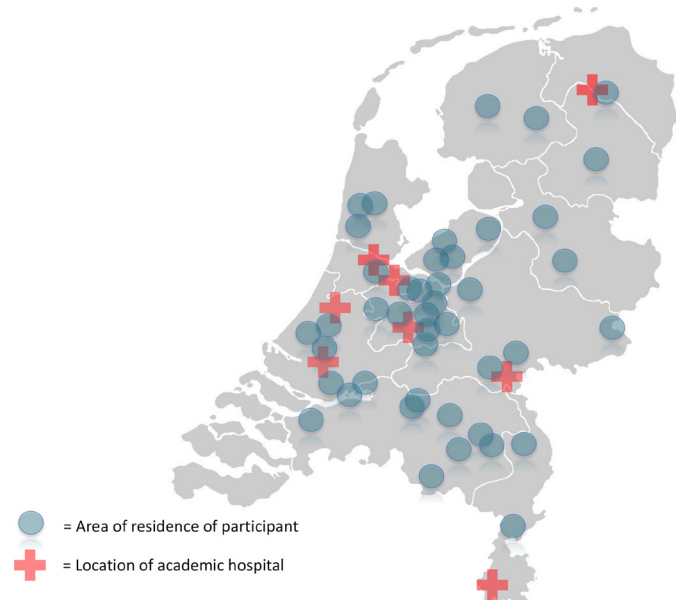 = Area of residence of participant
= Location of academic hospital